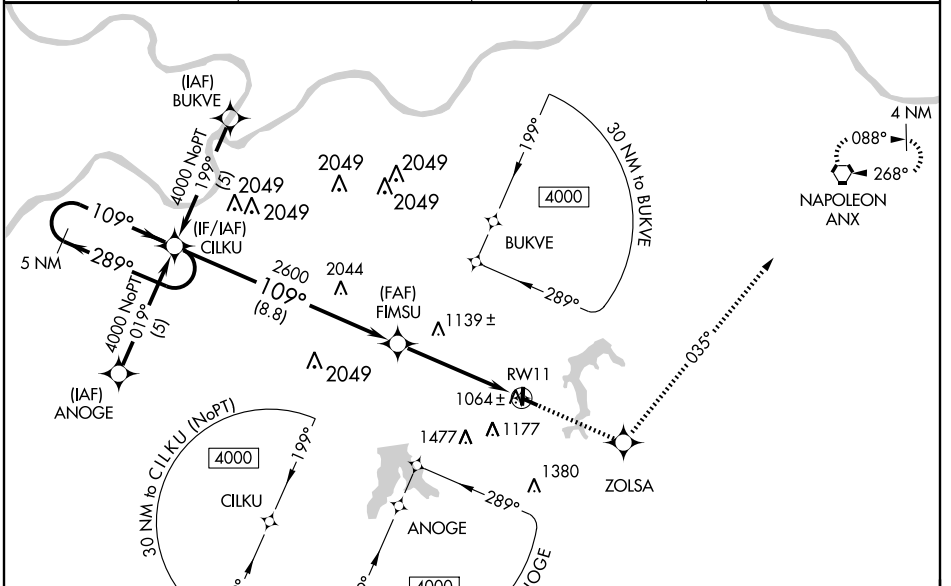 (IAF)
BUKVE
4000 NoPT
199°
(5)
2049
2049
2049
2049
2049
199°
30 NM to BUKVE
4000
BUKVE
289°
4 NM
088°
268°
NAPOLEON
ANX
109°
(IF/IAF)
CILKU
289°
5 NM
4000 NoPT
019°
(5)
(IAF)
ANOGE
2600
109°
(8.8)
2044
(FAF)
FIMSU
1139 ±
2049
RW11
1064 ±
1477
1177
1380
035°
ZOLSA
30 NM to CILKU (NoPT)
4000
199°
CILKU
289°
ANOGE
4000